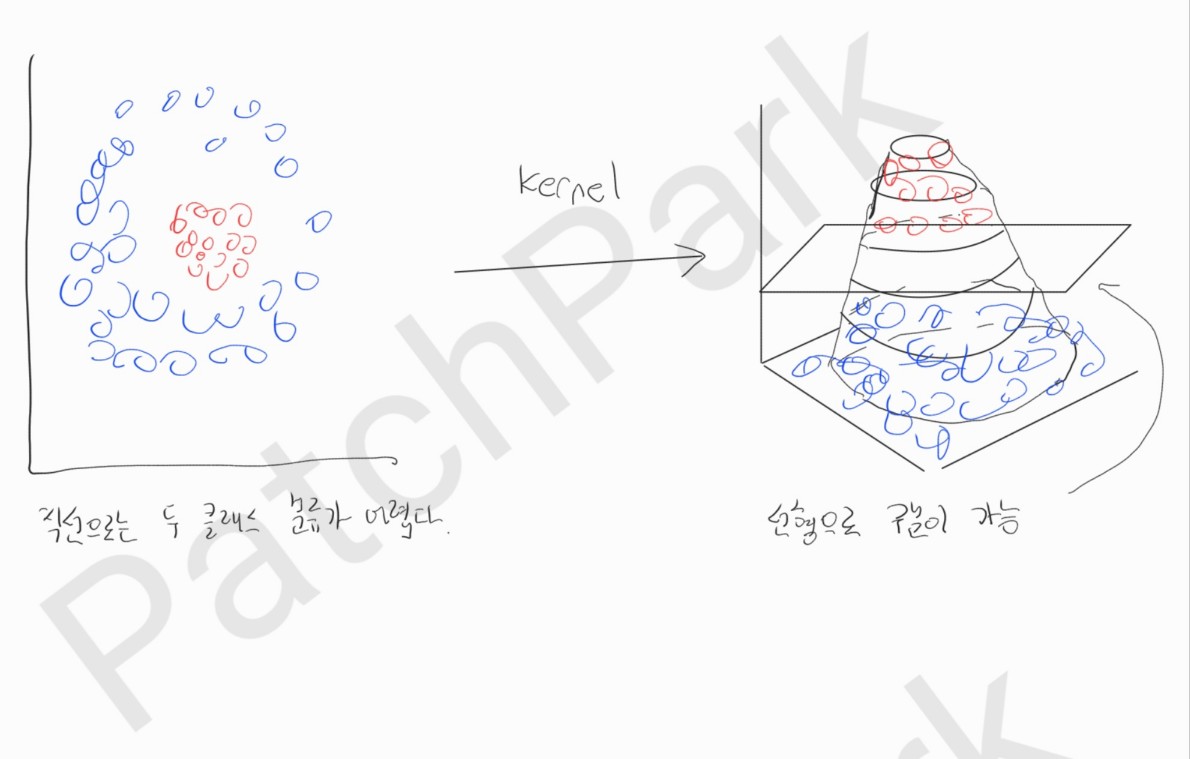 kernel
직선으로는 두 클래스 분류가 어렵다.
선형으로 구분이 가능
PatchPark
rk